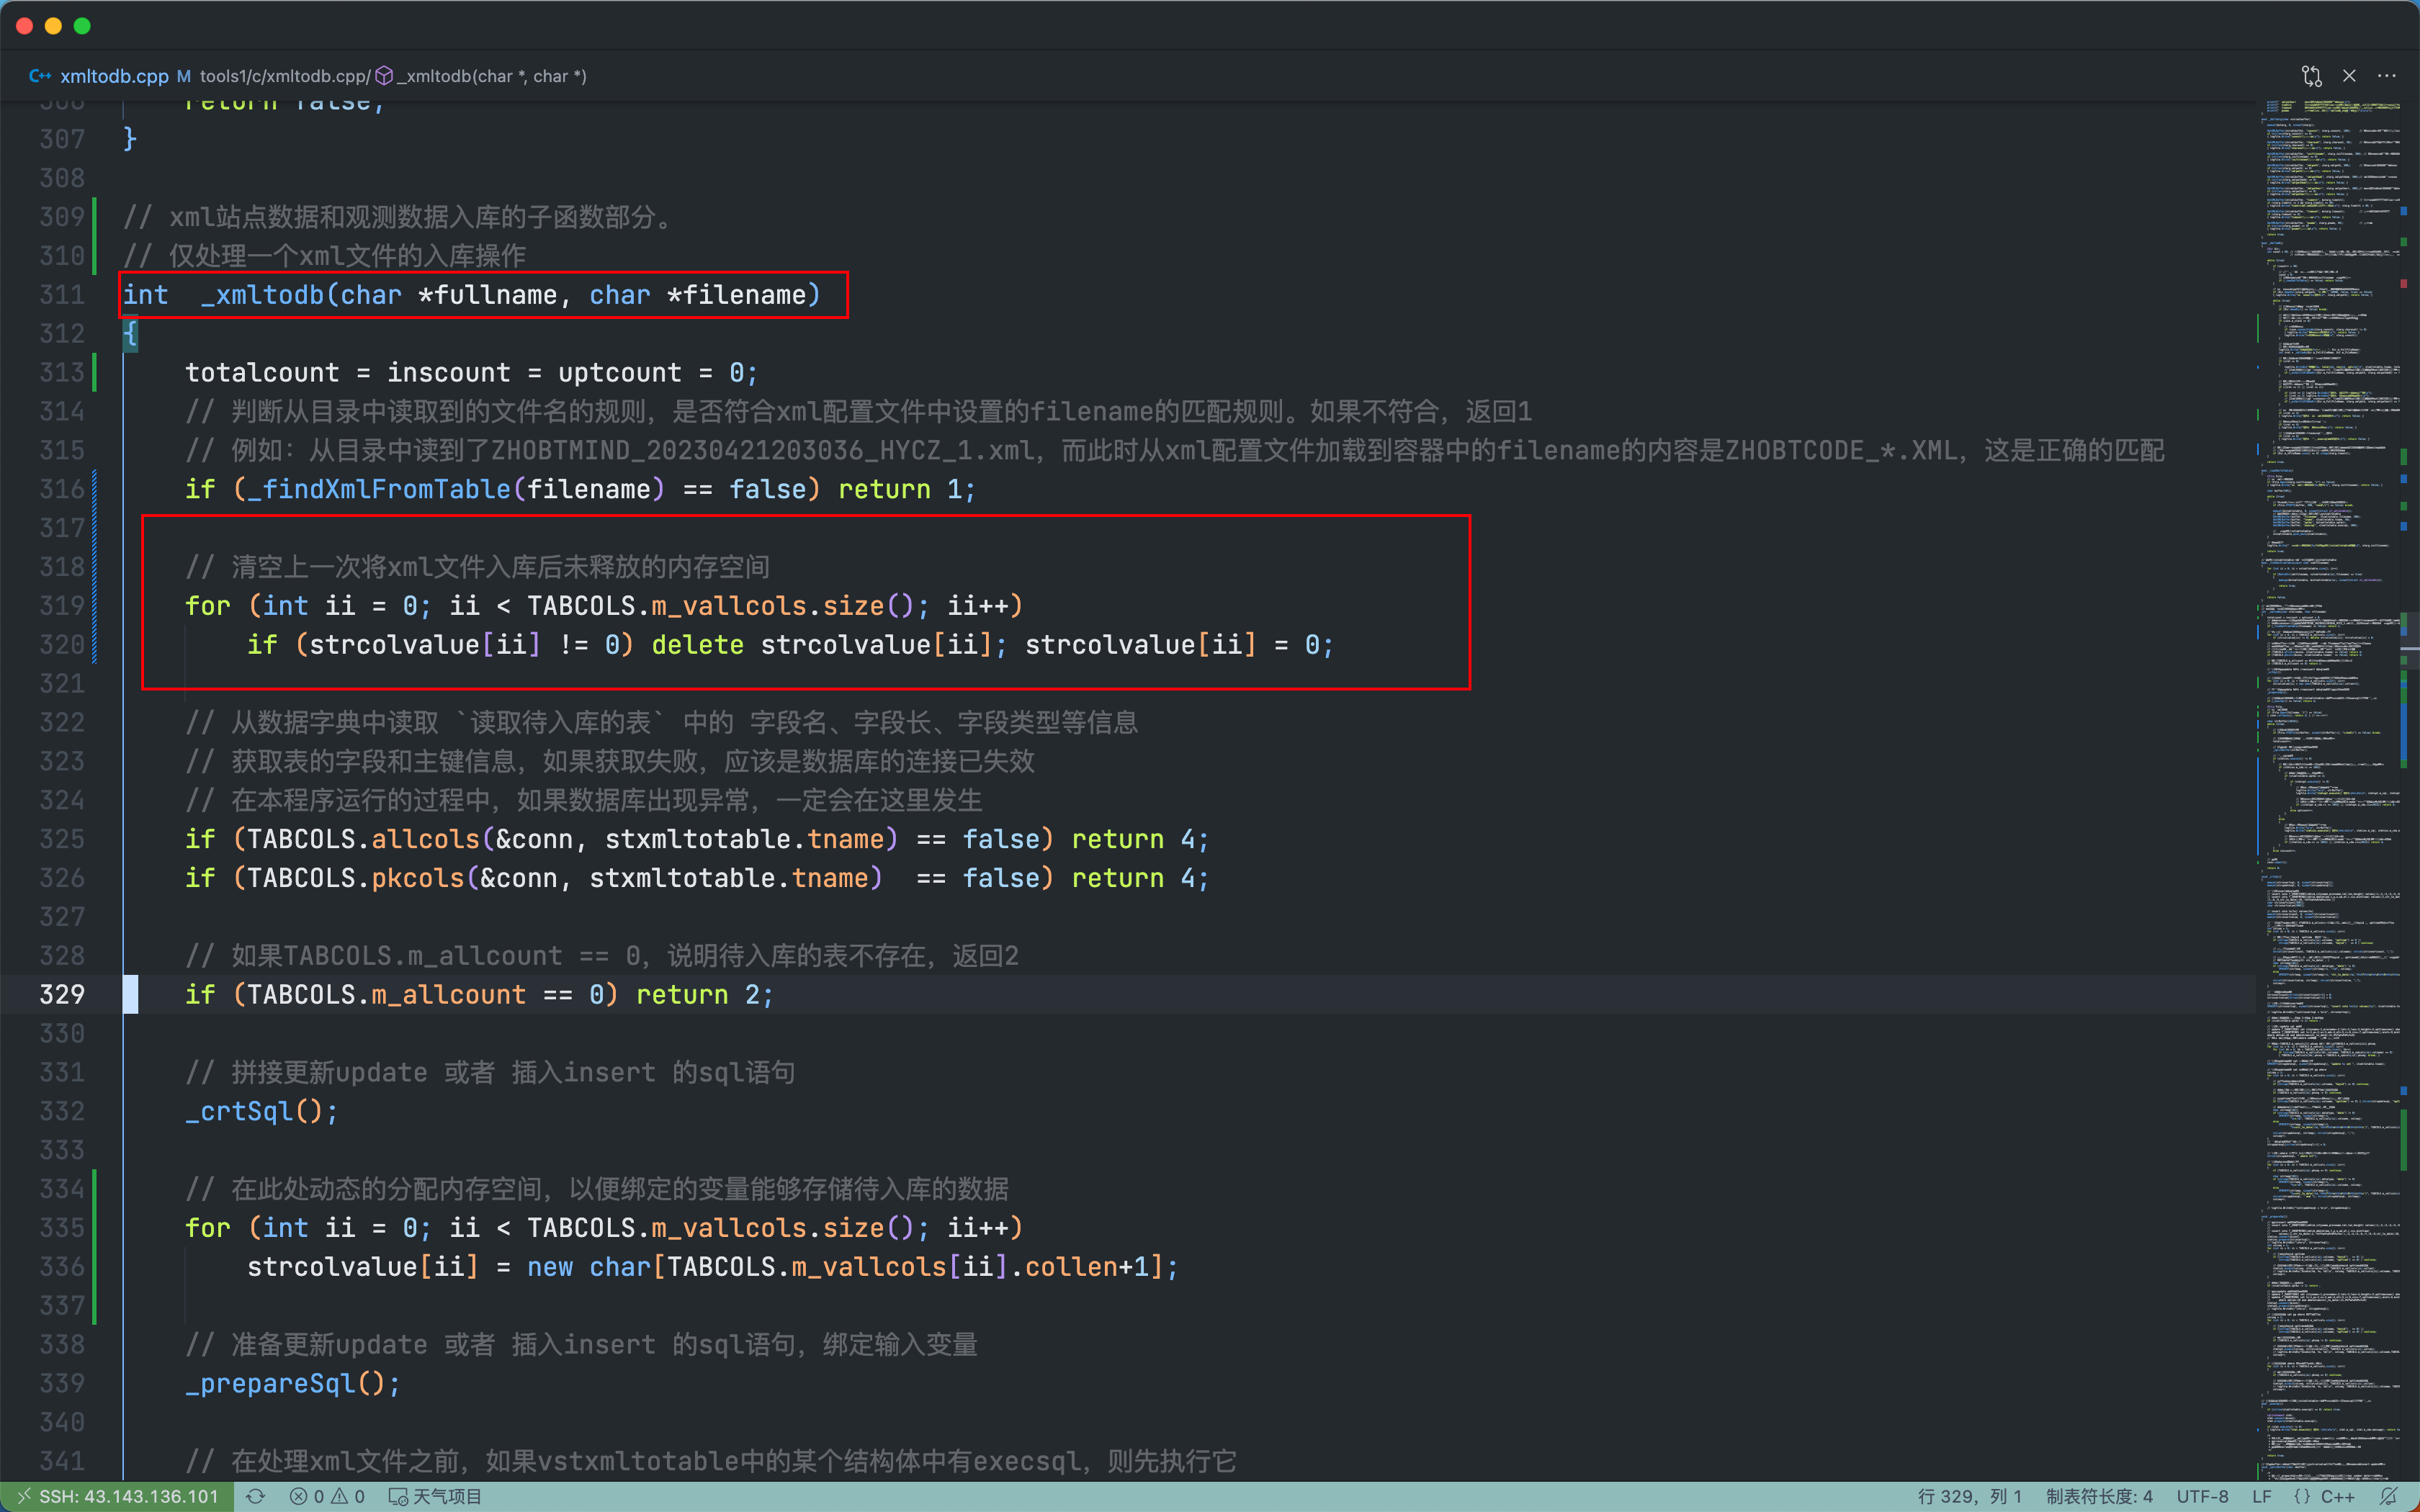 xmltodb.cpp M tools1/c/xmltodb.cpp/ _xmltodb(char *, char *)
306 return false;
307 }
308
309 // xml站点数据和观测数据入库的子函数部分。
310 // 仅处理一个xml文件的入库操作
311 int  _xmltodb(char *fullname, char *filename)
312 {
313     totalcount = inscount = uptcount = 0;
314     // 判断从目录中读取到的文件名的规则，是否符合xml配置文件中设置的filename的匹配规则。如果不符合，返回1
315     // 例如：从目录中读到了ZHOBTMIND_20230421203036_HYCZ_1.xml，而此时从xml配置文件加载到容器中的filename的内容是ZHOBTCODE_*.XML，这是正确的匹配
316     if (_findXmlFromTable(filename) == false) return 1;
317
318     // 清空上一次将xml文件入库后未释放的内存空间
319     for (int ii = 0; ii < TABCOLS.m_vallcols.size(); ii++)
320         if (strcolvalue[ii] != 0) delete strcolvalue[ii]; strcolvalue[ii] = 0;
321
322     // 从数据字典中读取 `读取待入库的表` 中的 字段名、字段长、字段类型等信息
323     // 获取表的字段和主键信息，如果获取失败，应该是数据库的连接已失效
324     // 在本程序运行的过程中，如果数据库出现异常，一定会在这里发生
325     if (TABCOLS.allcols(&conn, stxmltotable.tname) == false) return 4;
326     if (TABCOLS.pkcols(&conn, stxmltotable.tname)  == false) return 4;
327
328     // 如果TABCOLS.m_allcount == 0，说明待入库的表不存在，返回2
329     if (TABCOLS.m_allcount == 0) return 2;
330
331     // 拼接更新update 或者 插入insert 的sql语句
332     _crtSql();
333
334     // 在此处动态的分配内存空间，以便绑定的变量能够存储待入库的数据
335     for (int ii = 0; ii < TABCOLS.m_vallcols.size(); ii++)
336         strcolvalue[ii] = new char[TABCOLS.m_vallcols[ii].collen+1];
337
338     // 准备更新update 或者 插入insert 的sql语句，绑定输入变量
339     _prepareSql();
340
341     // 在处理xml文件之前，如果vstxmltotable中的某个结构体中有execsql，则先执行它
SSH: 43.143.136.101 0 0 天气项目 行 329，列 1 制表符长度: 4 UTF-8 LF {} C++